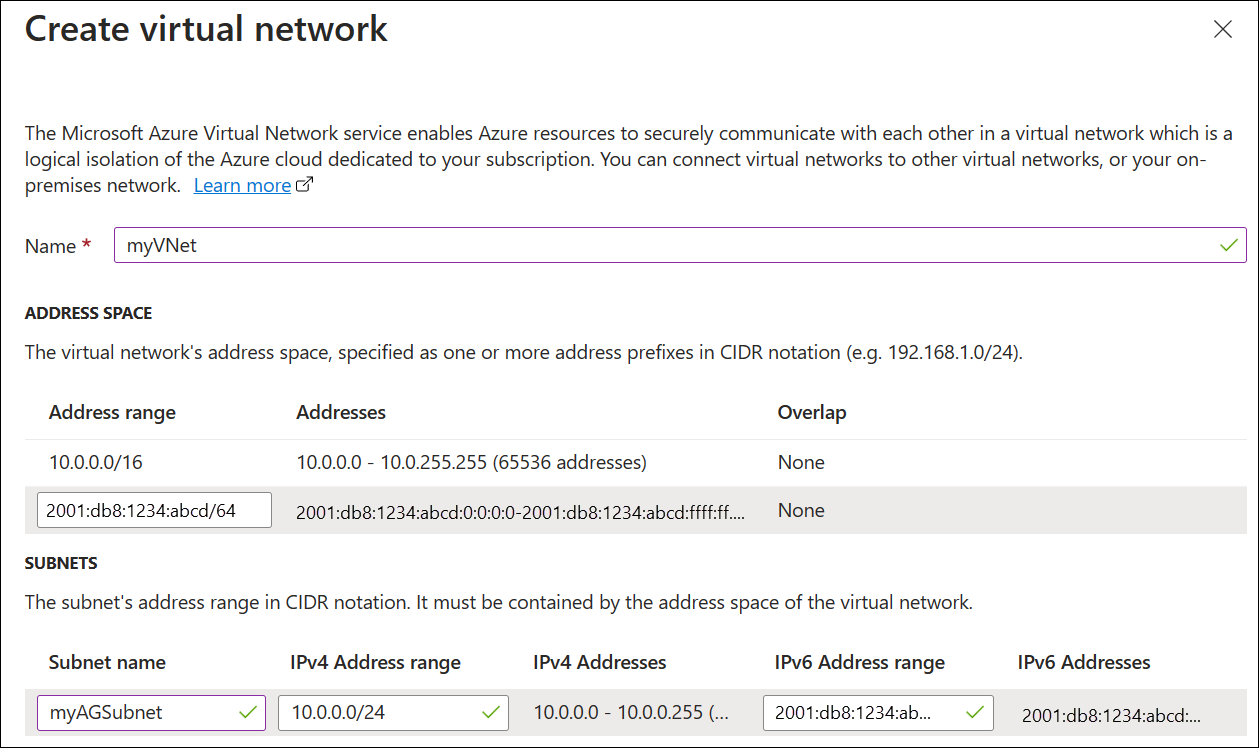 Create virtual network
The Microsoft Azure Virtual Network service enables Azure resources to securely communicate with each other in a virtual network which is a
logical isolation of the Azure cloud dedicated to your subscription. You can connect virtual networks to other virtual networks, or your on-
premises network. Learn more
Name * myVNet
ADDRESS SPACE
The virtual network's address space, specified as one or more address prefixes in CIDR notation (e.g. 192.168.1.0/24).
Address range Addresses Overlap
10.0.0.0/16 10.0.0.0 - 10.0.255.255 (65536 addresses) None
2001:db8:1234:abcd/64 2001:db8:1234:abcd:0:0:0:0-2001:db8:1234:abcd:ffff:ff.... None
SUBNETS
The subnet's address range in CIDR notation. It must be contained by the address space of the virtual network.
Subnet name IPv4 Address range IPv4 Addresses IPv6 Address range IPv6 Addresses
myAGSubnet 10.0.0.0/24 10.0.0.0 - 10.0.0.255 (... 2001:db8:1234:ab... 2001:db8:1234:abcd:...